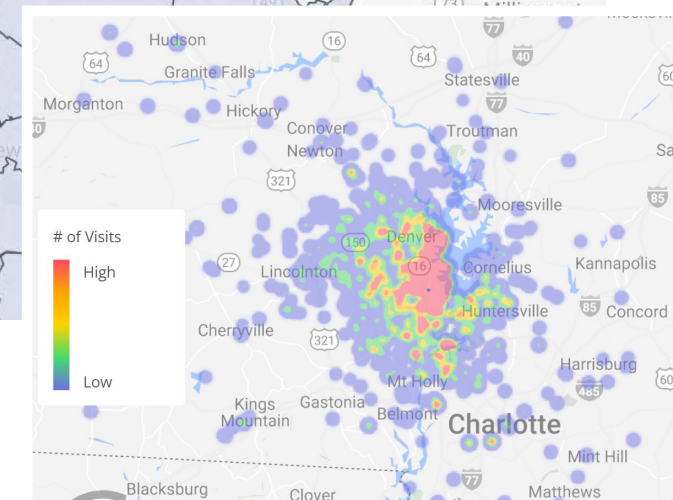 77
Hudson
16
64
64
40
Granite Falls
Statesville
Morganton
77
Hickory
Conover
Troutman
Newton
321
85
Mooresville
# of Visits
150
Denver
High
27
Lincolnton
16
Cornelius
Kannapolis
Huntersville
85
Concord
Cherryville
321
Harrisburg
Low
Mt Holly
485
Kings
Mountain
Gastonia
Belmont
Charlotte
Mint Hill
77
Blacksburg
Clover
Matthews